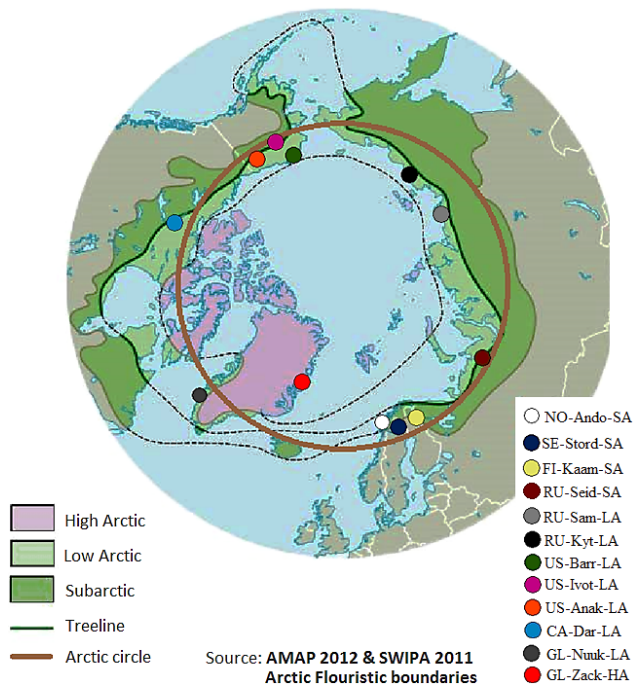 NO-Ando-SA
SE-Stord-SA
FI-Kaam-SA
RU-Seid-SA
RU-Sam-LA
RU-Kyt-LA
US-Barr-LA
US-Ivot-LA
US-Anak-LA
CA-Dar-LA
GL-Nuuk-LA
GL-Zack-HA
High Arctic
Low Arctic
Subarctic
Treeline
Arctic circle
Source: AMAP 2012 & SWIPA 2011
Arctic Flouristic boundaries